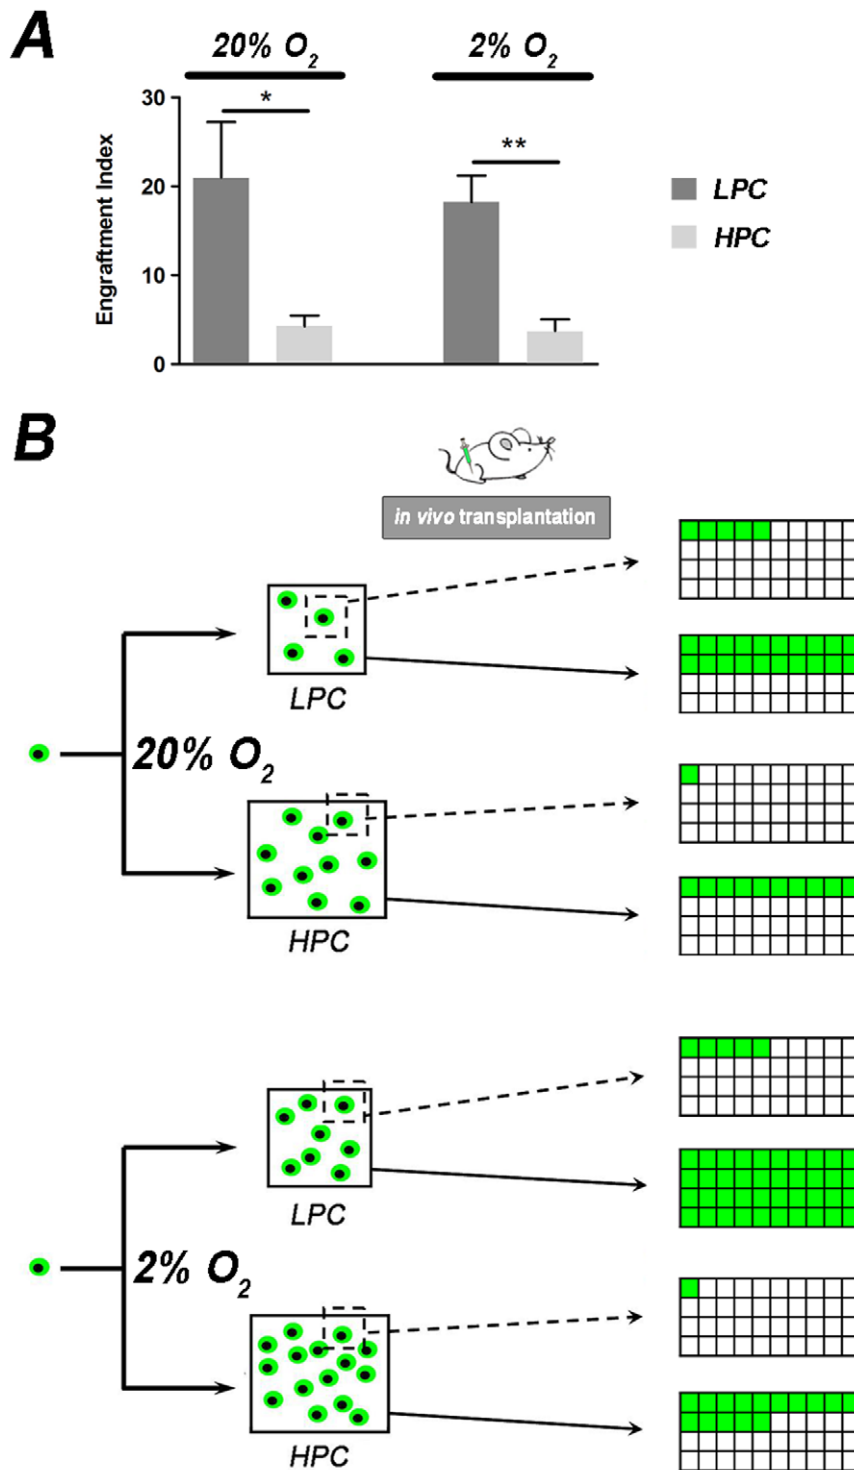 A
20% O2
2% O2
30
20
10
0
Engraftment Index
*
**
LPC
HPC
B
in vivo transplantation
LPC
20% O2
HPC
LPC
2% O2
HPC